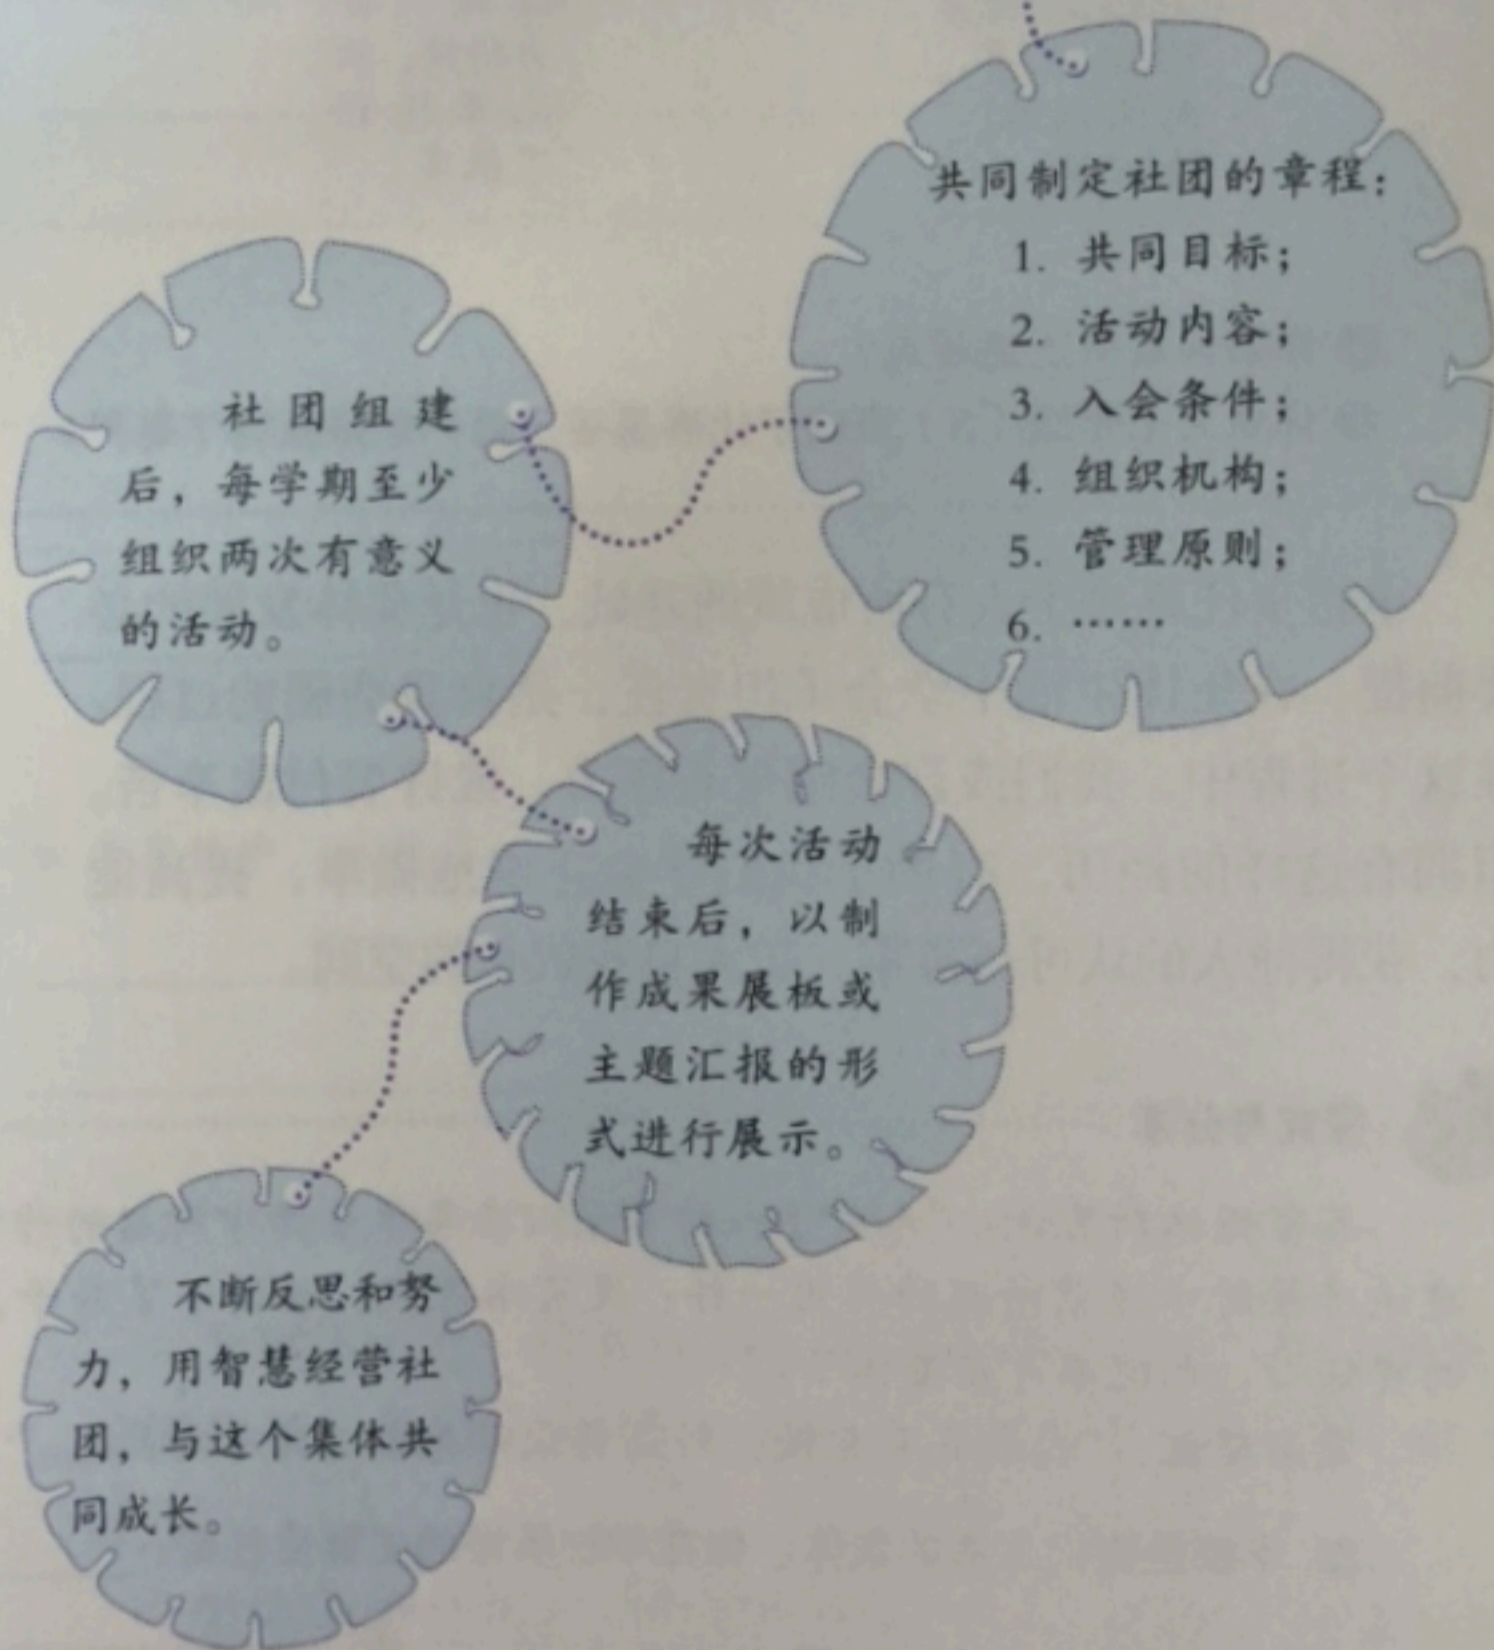 共同制定社团的章程：
1. 共同目标；
2. 活动内容；
3. 入会条件；
4. 组织机构；
5. 管理原则；
6. ……
社团组建
后，每学期至少
组织两次有意义
的活动。
每次活动
结束后，以制
作成果展板或
主题汇报的形
式进行展示。
不断反思和努
力，用智慧经营社
团，与这个集体共
同成长。